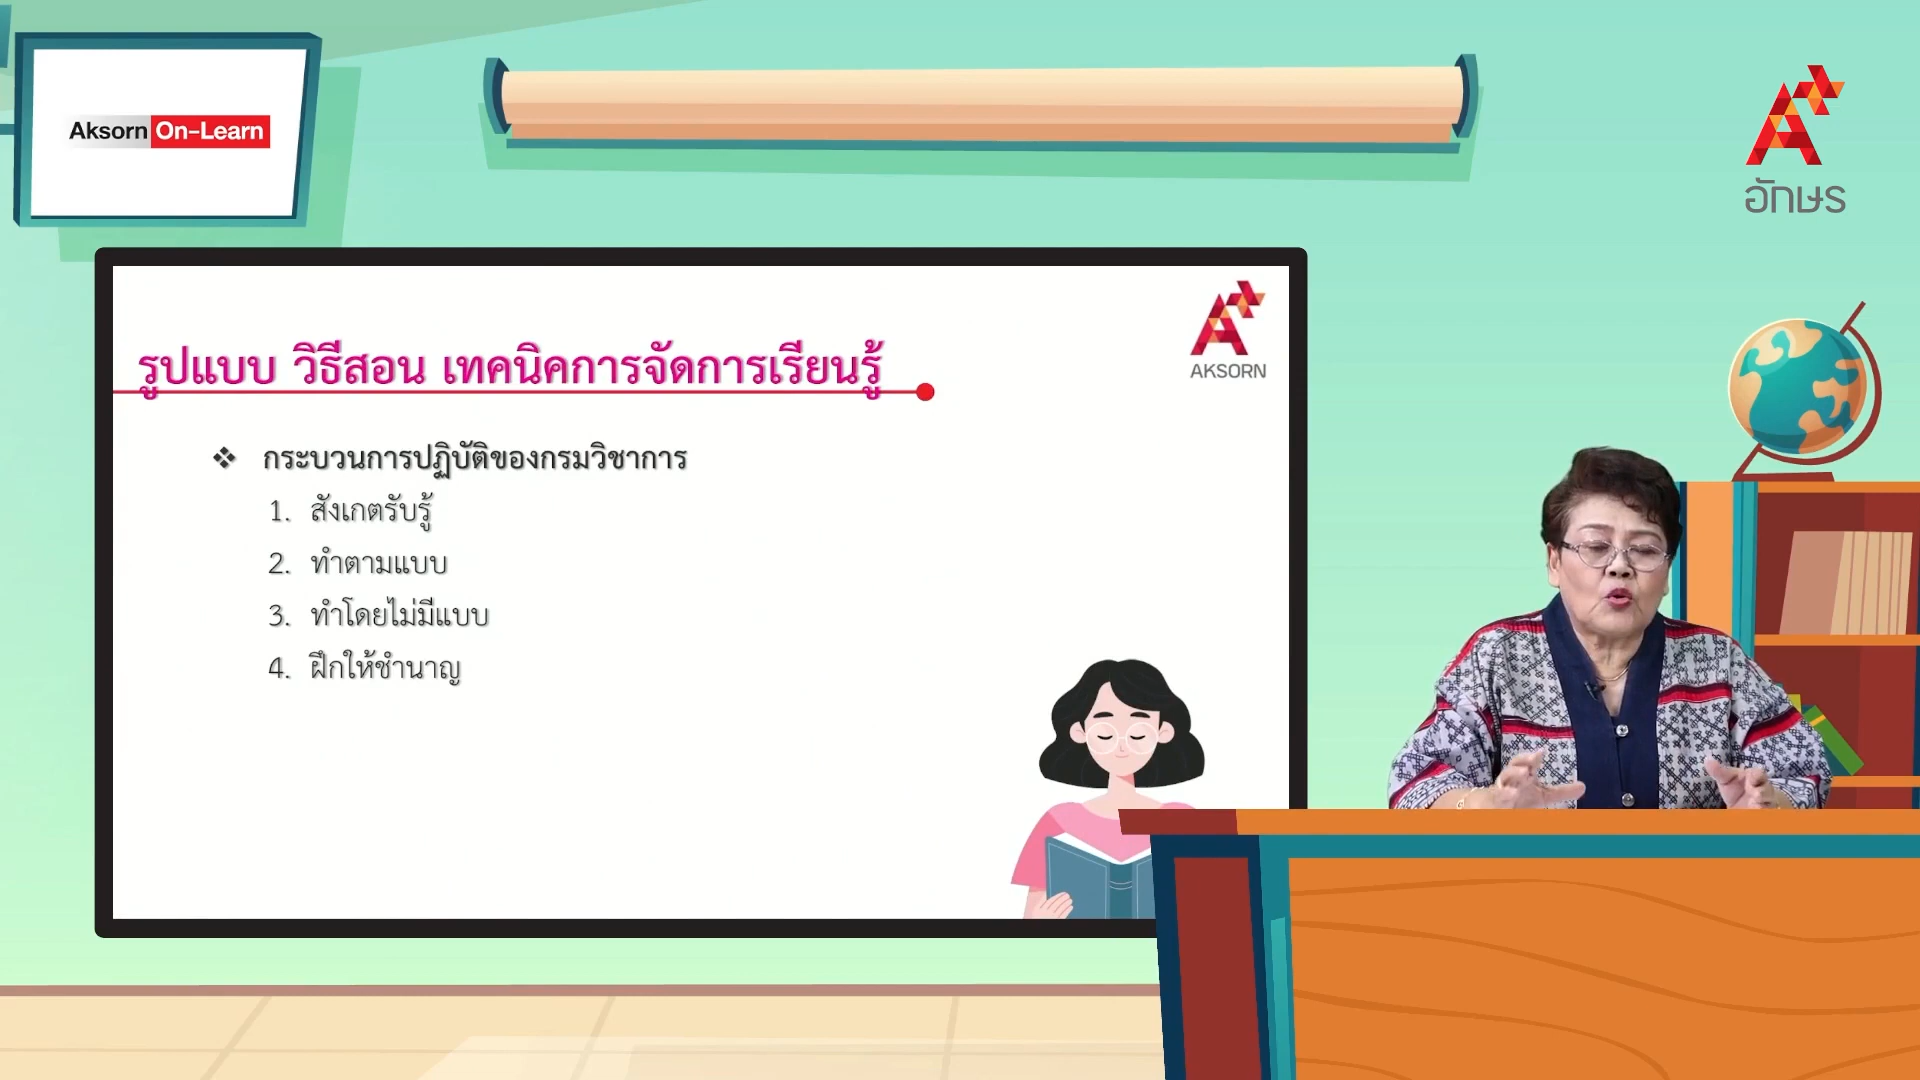 Aksorn On-Learn
อักษร
AKSORN
รูปแบบ วิธีสอน เทคนิคการจัดการเรียนรู้
❖ กระบวนการปฏิบัติของกรมวิชาการ
1. สังเกตรับรู้
2. ทำตามแบบ
3. ทำโดยไม่มีแบบ
4. ฝึกให้ชำนาญ